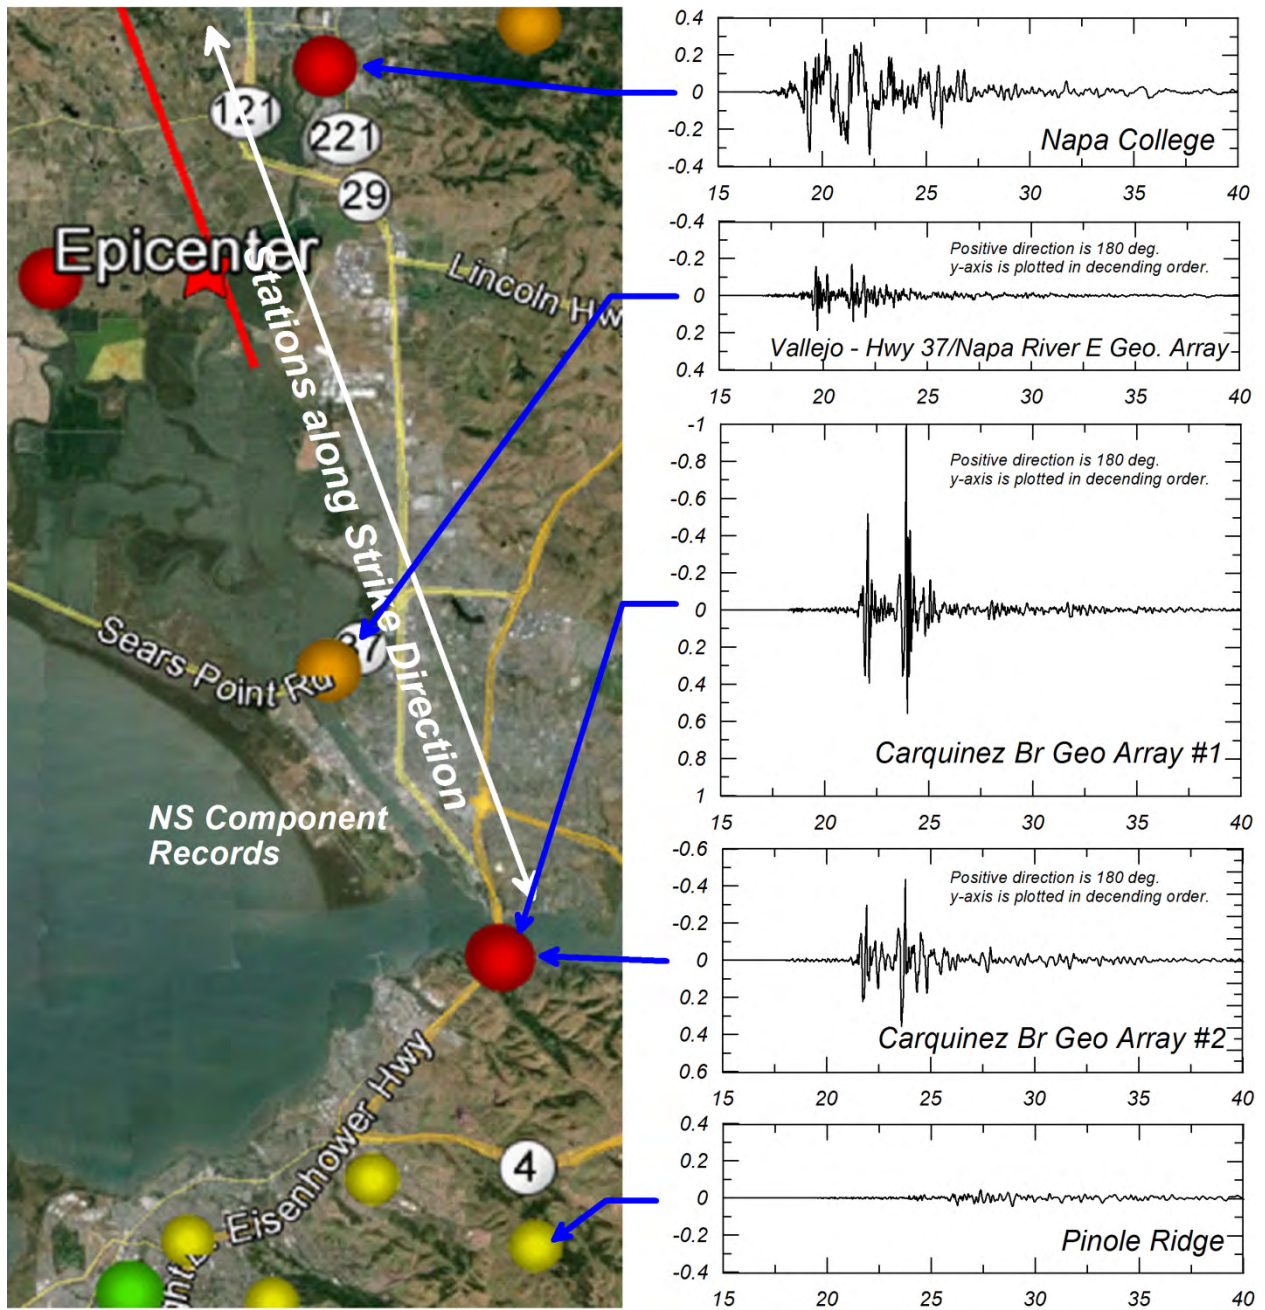 121
221
29
Epicenter
Lincoln Hw
Stations along Strike Direction
37
Sears Point Rd
NS Component
Records
Eisenhower Hwy
4
0.4
0.2
0
-0.2
-0.4
Napa College
15 20 25 30 35 40
-0.4
-0.2
0
0.2
0.4
Positive direction is 180 deg.
y-axis is plotted in decending order.
Vallejo - Hwy 37/Napa River E Geo. Array
15 20 25 30 35 40
-1
-0.8
-0.6
-0.4
-0.2
0
0.2
0.4
0.6
0.8
1
Positive direction is 180 deg.
y-axis is plotted in decending order.
Carquinez Br Geo Array #1
15 20 25 30 35 40
-0.6
-0.4
-0.2
0
0.2
0.4
0.6
Positive direction is 180 deg.
y-axis is plotted in decending order.
Carquinez Br Geo Array #2
15 20 25 30 35 40
0.4
0.2
0
-0.2
-0.4
Pinole Ridge
15 20 25 30 35 40